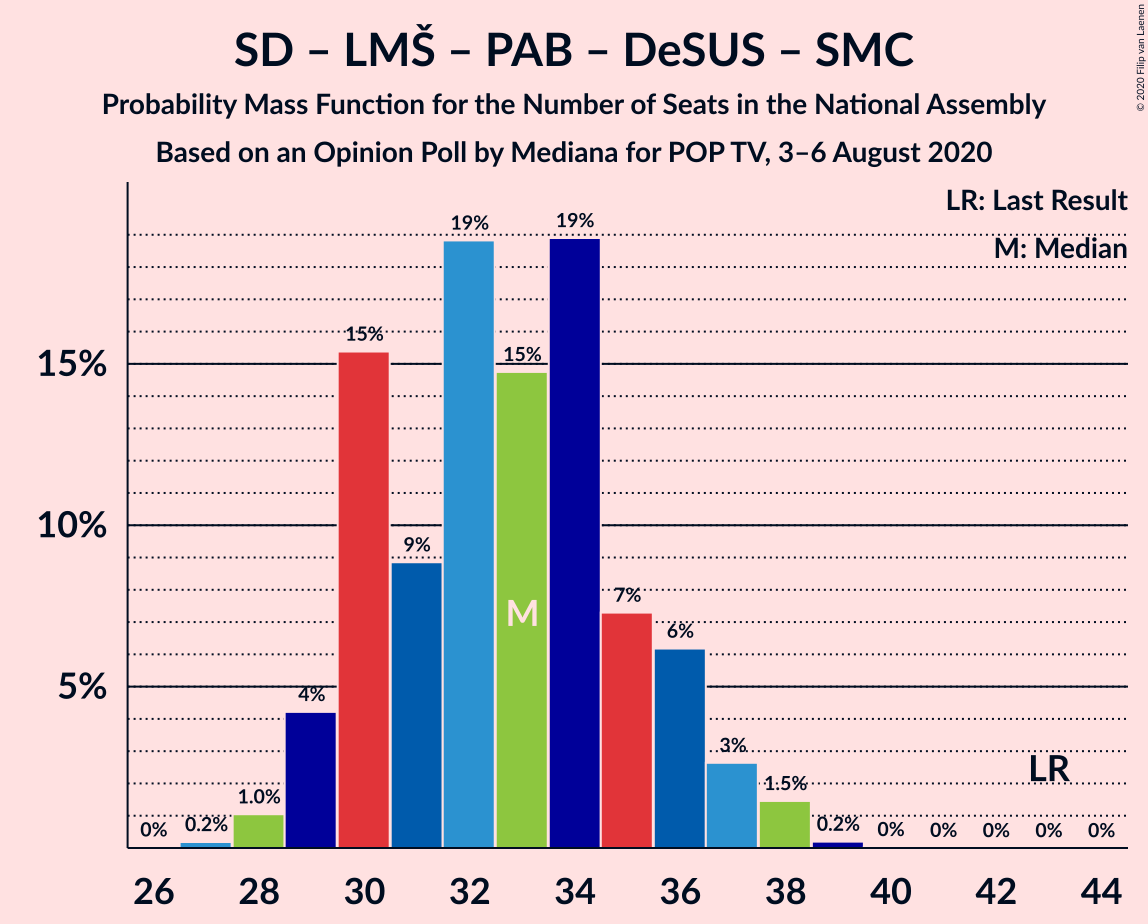 SD – LMŠ – PAB – DeSUS – SMC
Probability Mass Function for the Number of Seats in the National Assembly
Based on an Opinion Poll by Mediana for POP TV, 3–6 August 2020
© 2020 Filip van Laenen
LR: Last Result
M: Median
15%
10%
5%
0%
0.2%
1.0%
4%
15%
9%
19%
15%
19%
7%
6%
3%
1.5%
0.2%
0%
0%
0%
0%
0%
M
LR
26 28 30 32 34 36 38 40 42 44